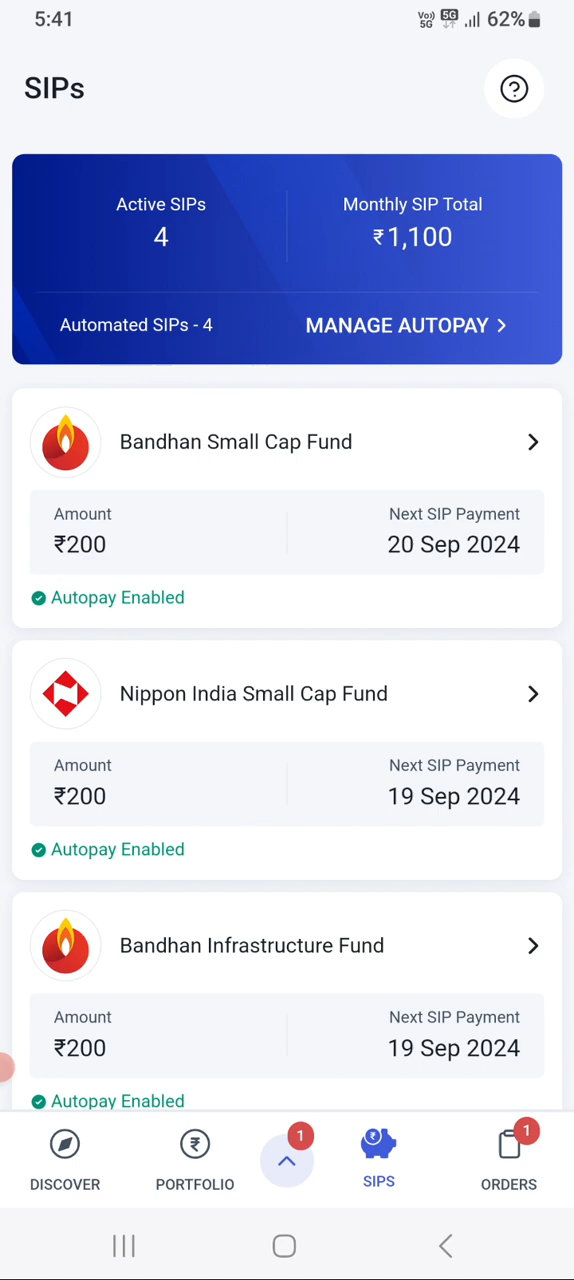 5:41
Vo) 5G 5G 62%
SIPs
Active SIPs
4
Monthly SIP Total
₹1,100
Automated SIPs - 4
MANAGE AUTOPAY
Bandhan Small Cap Fund
Amount
₹200
Next SIP Payment
20 Sep 2024
Autopay Enabled
Nippon India Small Cap Fund
Amount
₹200
Next SIP Payment
19 Sep 2024
Autopay Enabled
Bandhan Infrastructure Fund
Amount
₹200
Next SIP Payment
19 Sep 2024
Autopay Enabled
1
1
DISCOVER
PORTFOLIO
SIPS
ORDERS